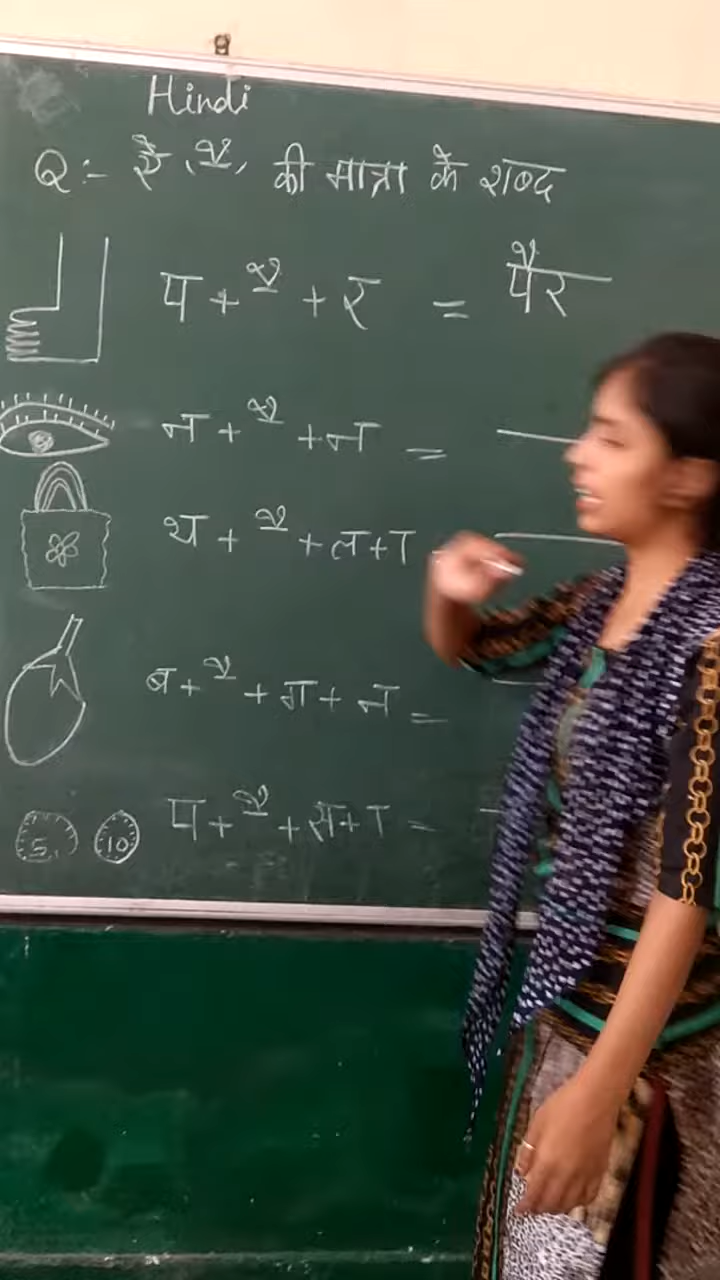 Hindi
Q:- ऐ, ै, की मात्रा के शब्द
प + ै + र = पैर
न + ै + न =
थ + ै + ल + ा
ब + ै + ग + न =
5 10 प + ै + स + ा =